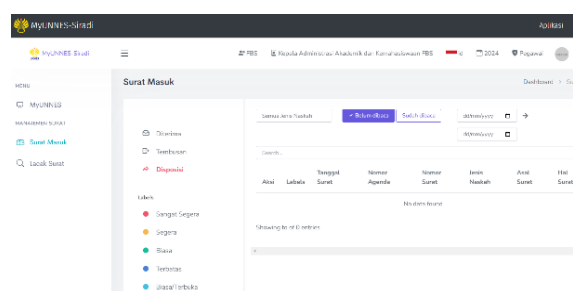 MyUNNES-Siradi
Aplikasi
MyUNNES-Siradi
FBS
Kepala Administrasi Akademik dan Kemahasiswaan FBS
id
2024
Pegawai
MENU
MyUNNES
MANAJEMEN SURAT
Surat Masuk
Lacak Surat
Surat Masuk
Dashboard >
Diterima
Tembusan
Disposisi
Labels
Sangat Segera
Segera
Biasa
Terbatas
Biasa/Terbuka
Semua Jenis Naskah
✓ Belum dibaca
Sudah dibaca
dd/mm/yyyy
dd/mm/yyyy
Search...
Aksi
Labels
Tanggal Surat
Nomor Agenda
Nomor Surat
Jenis Naskah
Asal Surat
Hal Surat
No data found
Showing to of 0 entries